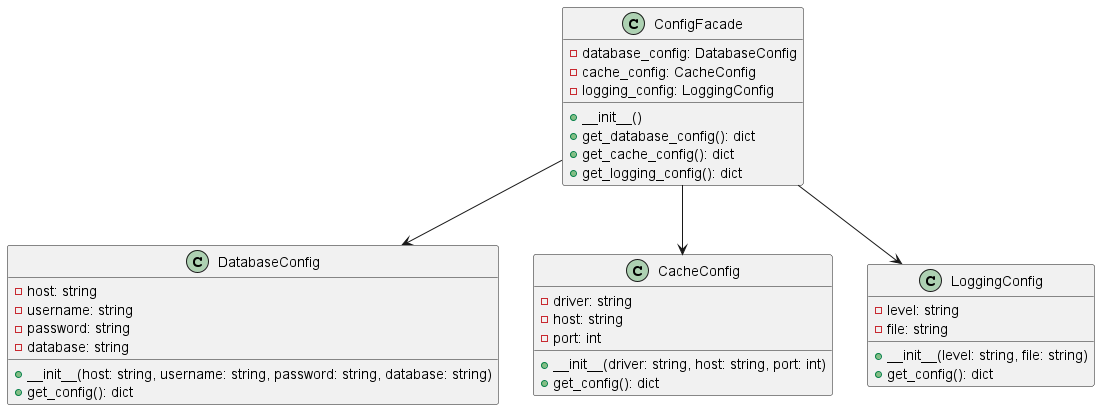 C ConfigFacade
database_config: DatabaseConfig
cache_config: CacheConfig
logging_config: LoggingConfig
__init__()
get_database_config(): dict
get_cache_config(): dict
get_logging_config(): dict
C DatabaseConfig
host: string
username: string
password: string
database: string
__init__(host: string, username: string, password: string, database: string)
get_config(): dict
C CacheConfig
driver: string
host: string
port: int
__init__(driver: string, host: string, port: int)
get_config(): dict
C LoggingConfig
level: string
file: string
__init__(level: string, file: string)
get_config(): dict